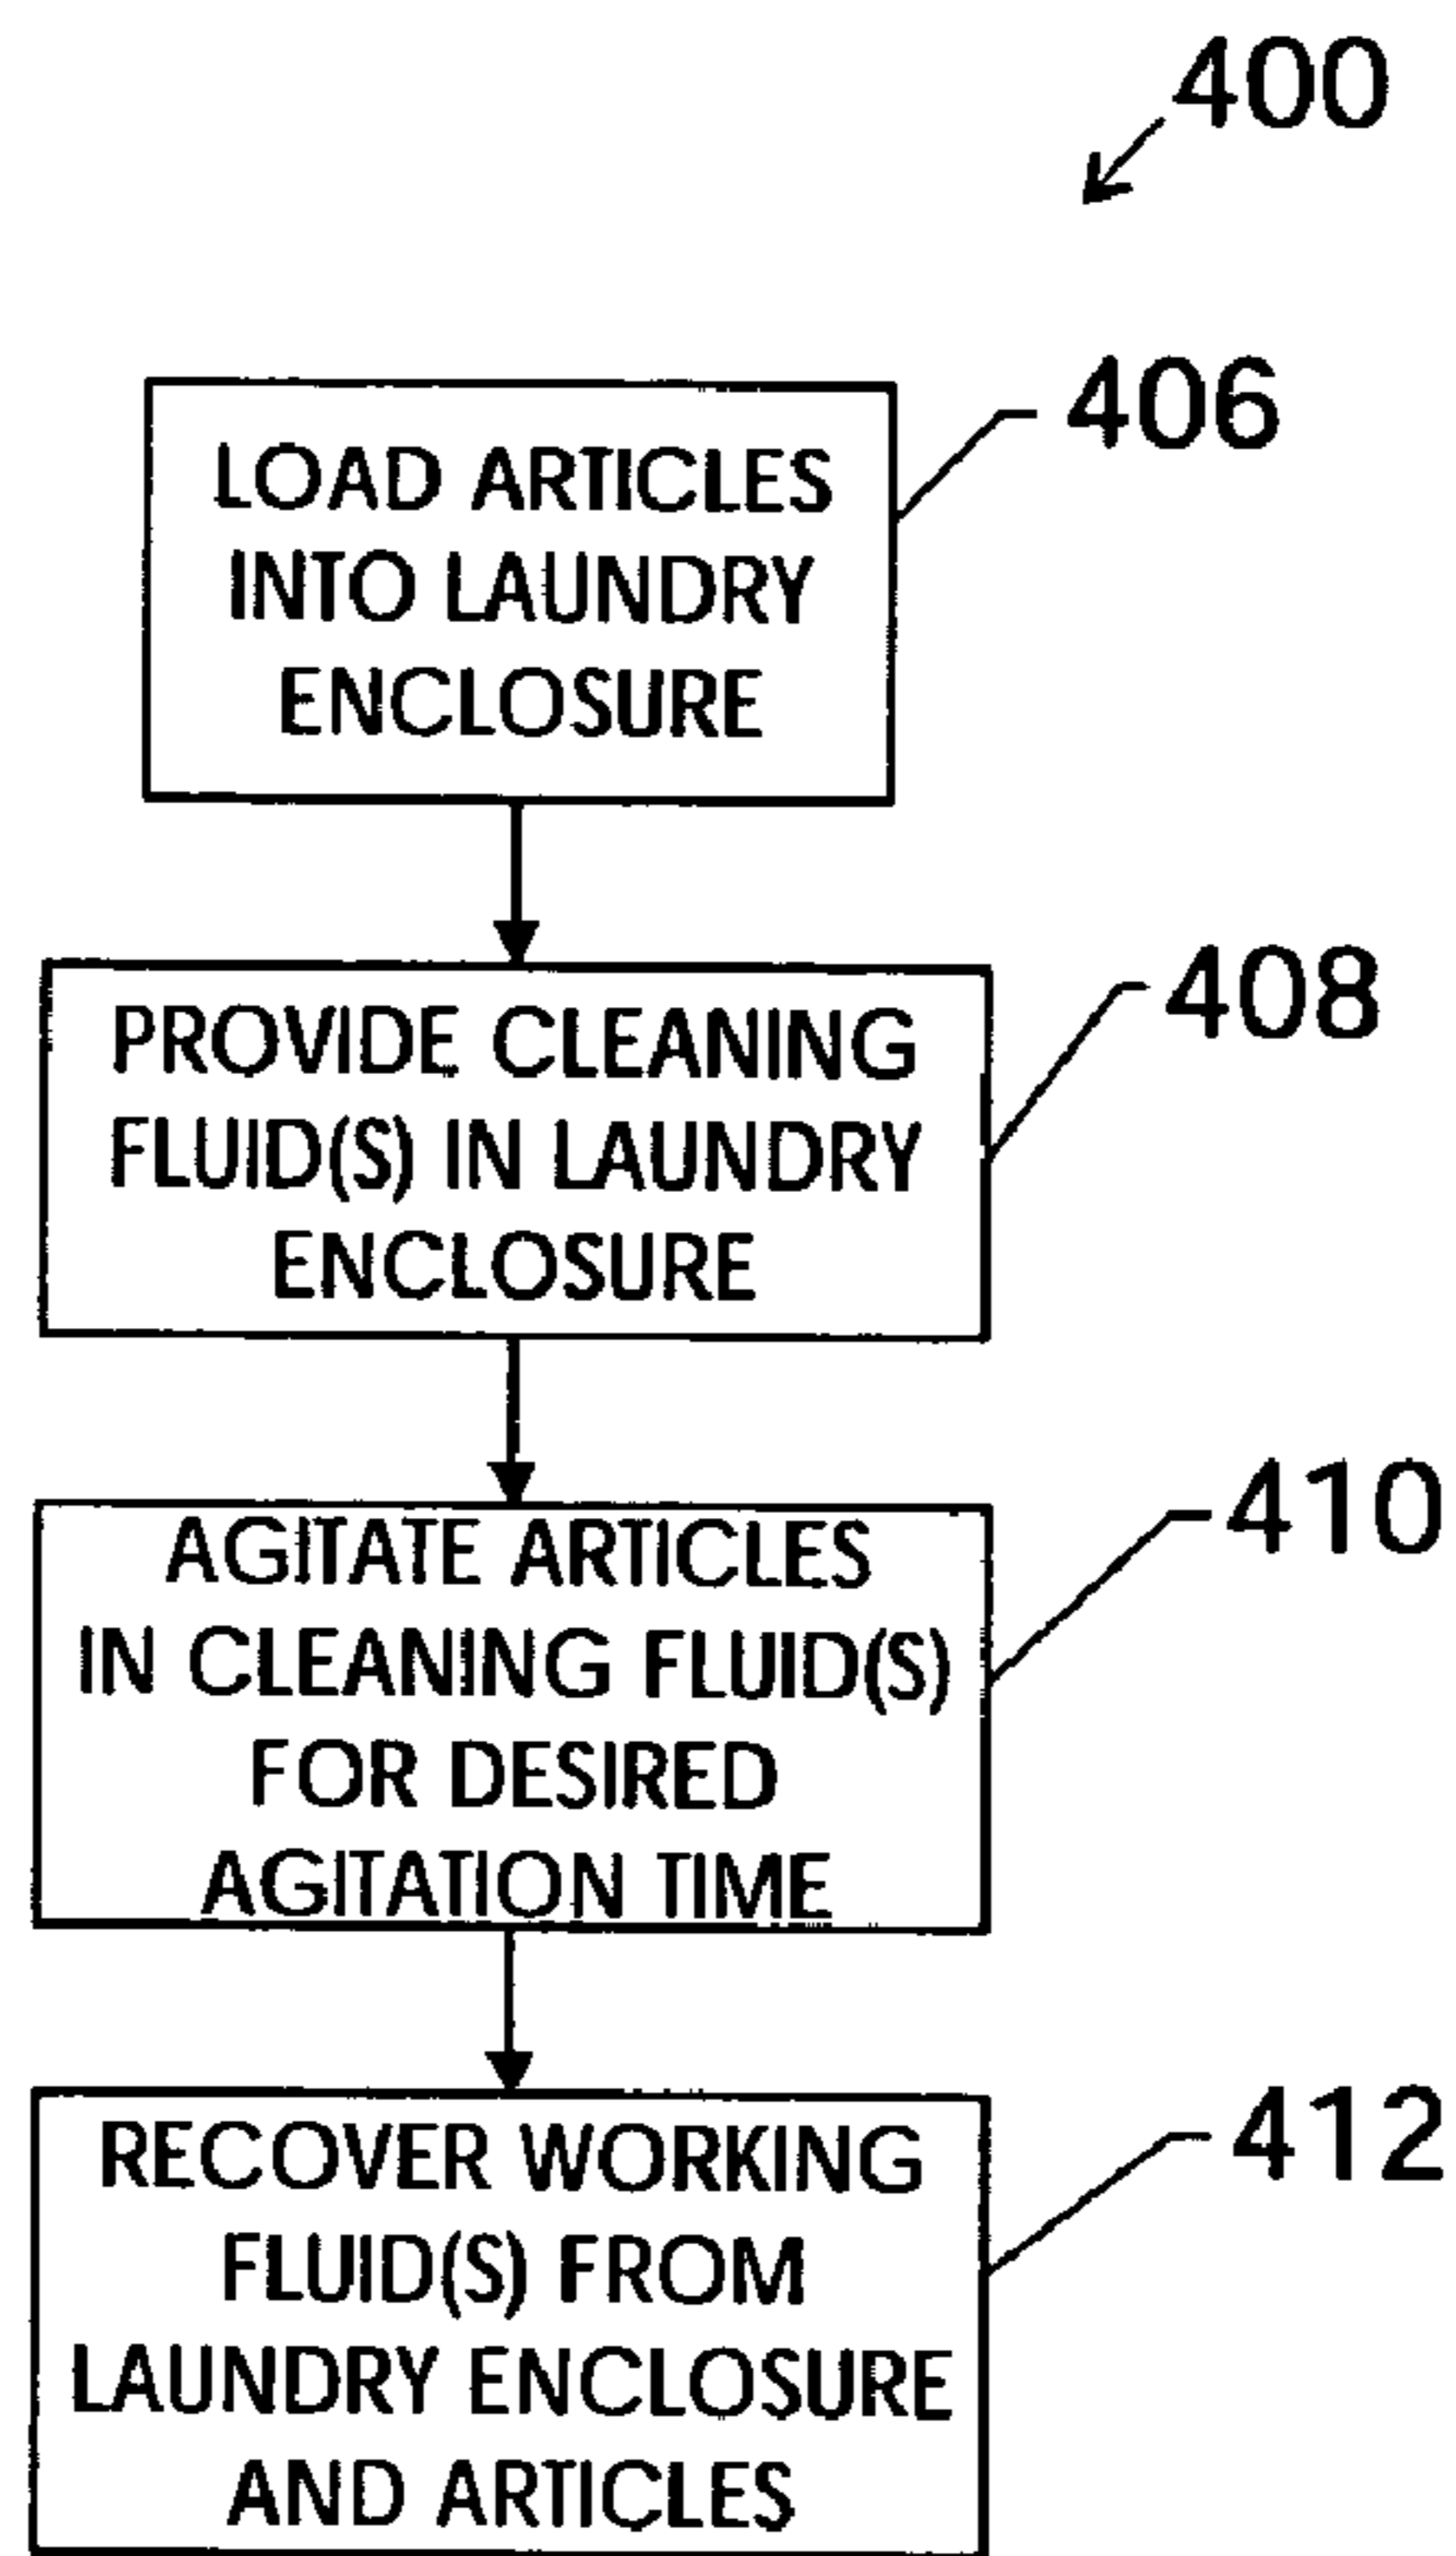 400
406
LOAD ARTICLES
INTO LAUNDRY
ENCLOSURE
408
PROVIDE CLEANING
FLUID(S) IN LAUNDRY
ENCLOSURE
410
AGITATE ARTICLES
IN CLEANING FLUID(S)
FOR DESIRED
AGITATION TIME
412
RECOVER WORKING
FLUID(S) FROM
LAUNDRY ENCLOSURE
AND ARTICLES